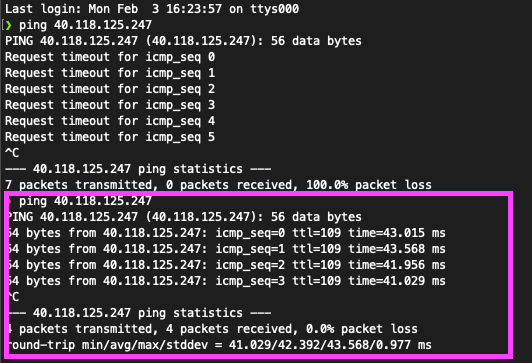 Last login: Mon Feb  3 16:23:57 on ttys000
❯ ping 40.118.125.247
PING 40.118.125.247 (40.118.125.247): 56 data bytes
Request timeout for icmp_seq 0
Request timeout for icmp_seq 1
Request timeout for icmp_seq 2
Request timeout for icmp_seq 3
Request timeout for icmp_seq 4
Request timeout for icmp_seq 5
^C
--- 40.118.125.247 ping statistics ---
7 packets transmitted, 0 packets received, 100.0% packet loss
❯ ping 40.118.125.247
PING 40.118.125.247 (40.118.125.247): 56 data bytes
64 bytes from 40.118.125.247: icmp_seq=0 ttl=109 time=43.015 ms
64 bytes from 40.118.125.247: icmp_seq=1 ttl=109 time=43.568 ms
64 bytes from 40.118.125.247: icmp_seq=2 ttl=109 time=41.956 ms
64 bytes from 40.118.125.247: icmp_seq=3 ttl=109 time=41.029 ms
^C
--- 40.118.125.247 ping statistics ---
4 packets transmitted, 4 packets received, 0.0% packet loss
round-trip min/avg/max/stddev = 41.029/42.392/43.568/0.977 ms